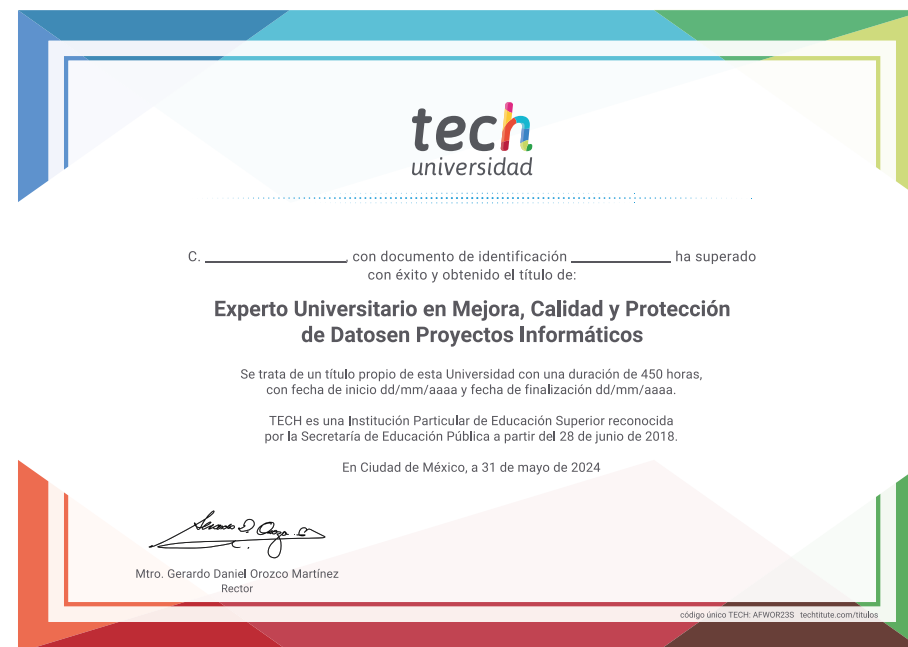 tech
universidad
C. ____________, con documento de identificación ____________ ha superado
con éxito y obtenido el título de:
Experto Universitario en Mejora, Calidad y Protección
de Datosen Proyectos Informáticos
Se trata de un título propio de esta Universidad con una duración de 450 horas,
con fecha de inicio dd/mm/aaaa y fecha de finalización dd/mm/aaaa.
TECH es una Institución Particular de Educación Superior reconocida
por la Secretaría de Educación Pública a partir del 28 de junio de 2018.
En Ciudad de México, a 31 de mayo de 2024
Mtro. Gerardo Daniel Orozco Martínez
Rector
código único TECH: AFWOR23S techtitute.com/titulos